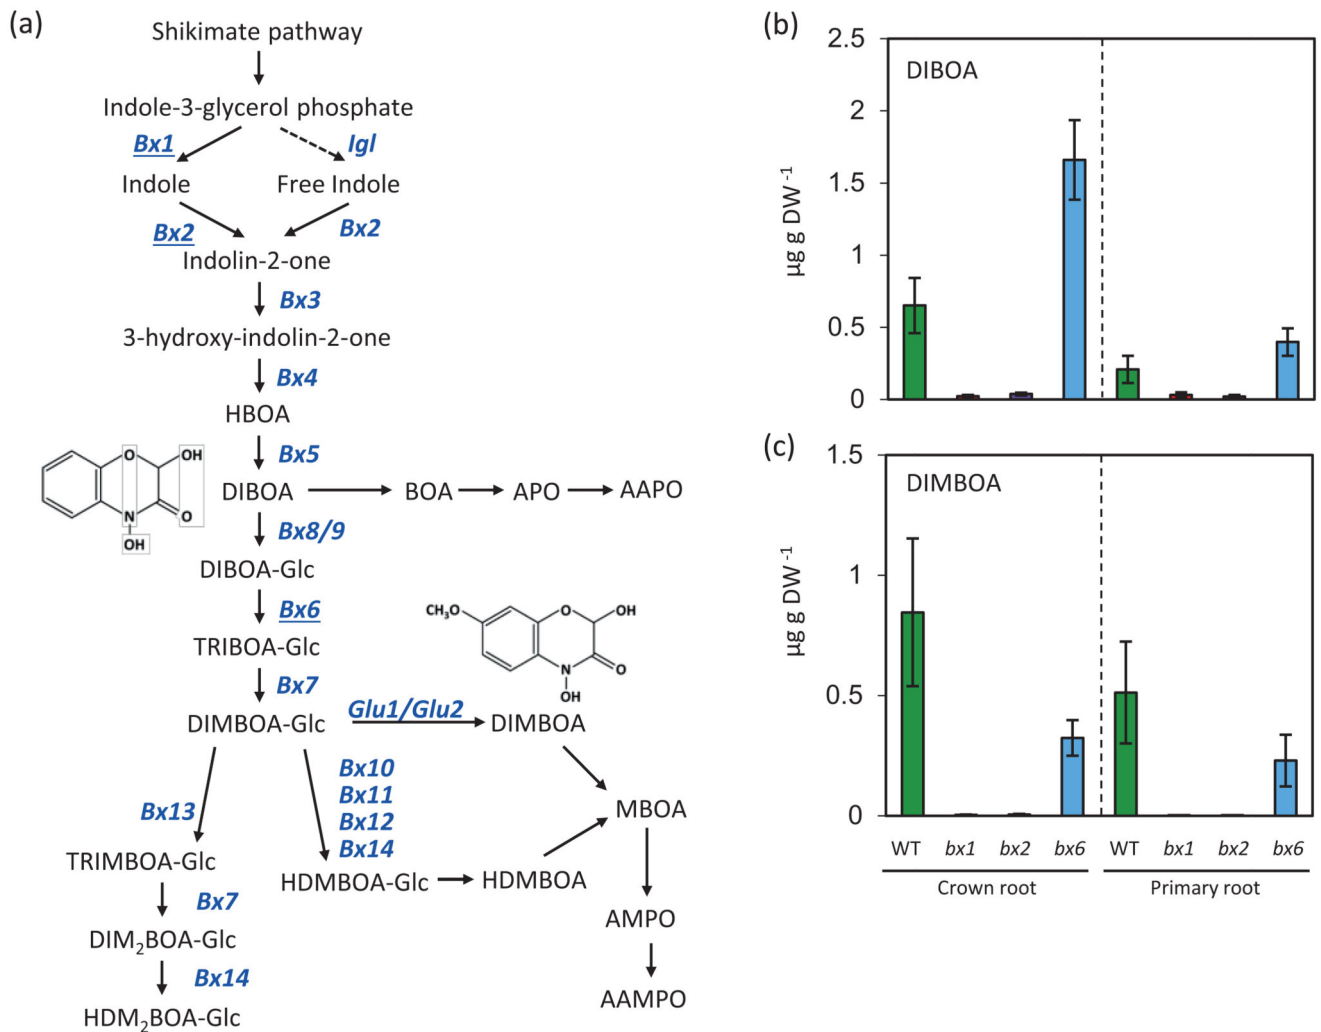 (a)
Shikimate pathway
Indole-3-glycerol phosphate
Bx1
Igl
Indole
Free Indole
Bx2
Bx2
Indolin-2-one
Bx3
3-hydroxy-indolin-2-one
Bx4
HBOA
Bx5
O
OH
N
O
OH
DIBOA
BOA
APO
AAPO
Bx8/9
DIBOA-Glc
Bx6
TRIBOA-Glc
Bx7
CH₃O
O
OH
N
O
OH
DIMBOA-Glc
Glu1/Glu2
DIMBOA
Bx10
Bx11
Bx12
Bx14
Bx13
MBOA
TRIMBOA-Glc
HDMBOA-Glc
HDMBOA
Bx7
AMPO
DIM₂BOA-Glc
Bx14
AAMPO
HDM₂BOA-Glc
(b)
DIBOA
µg g DW⁻¹
2.5
2
1.5
1
0.5
0
(c)
DIMBOA
µg g DW⁻¹
1.5
1
0.5
0
WT bx1 bx2 bx6 WT bx1 bx2 bx6
Crown root Primary root